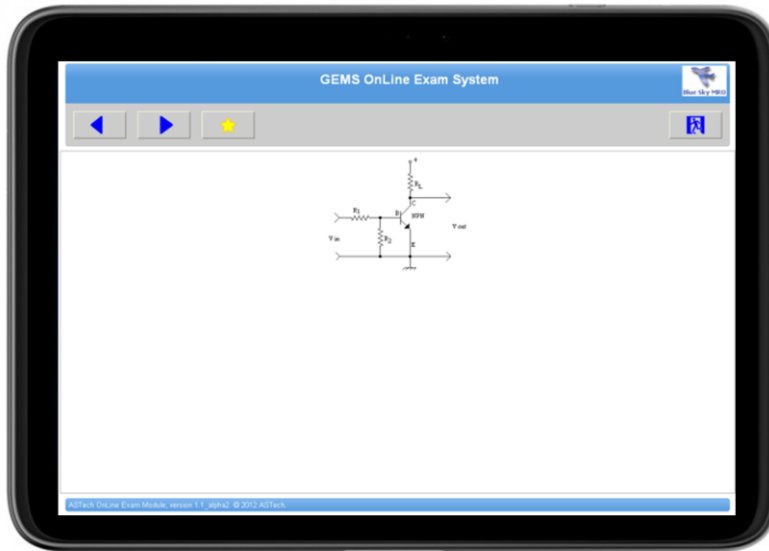 GEMS OnLine Exam System
Blue Sky MRO
+
R_L
C
R1
B
NPN
V out
V in
R2
E
ASTech OnLine Exam Module, version 1.1_alpha2, © 2012 ASTech